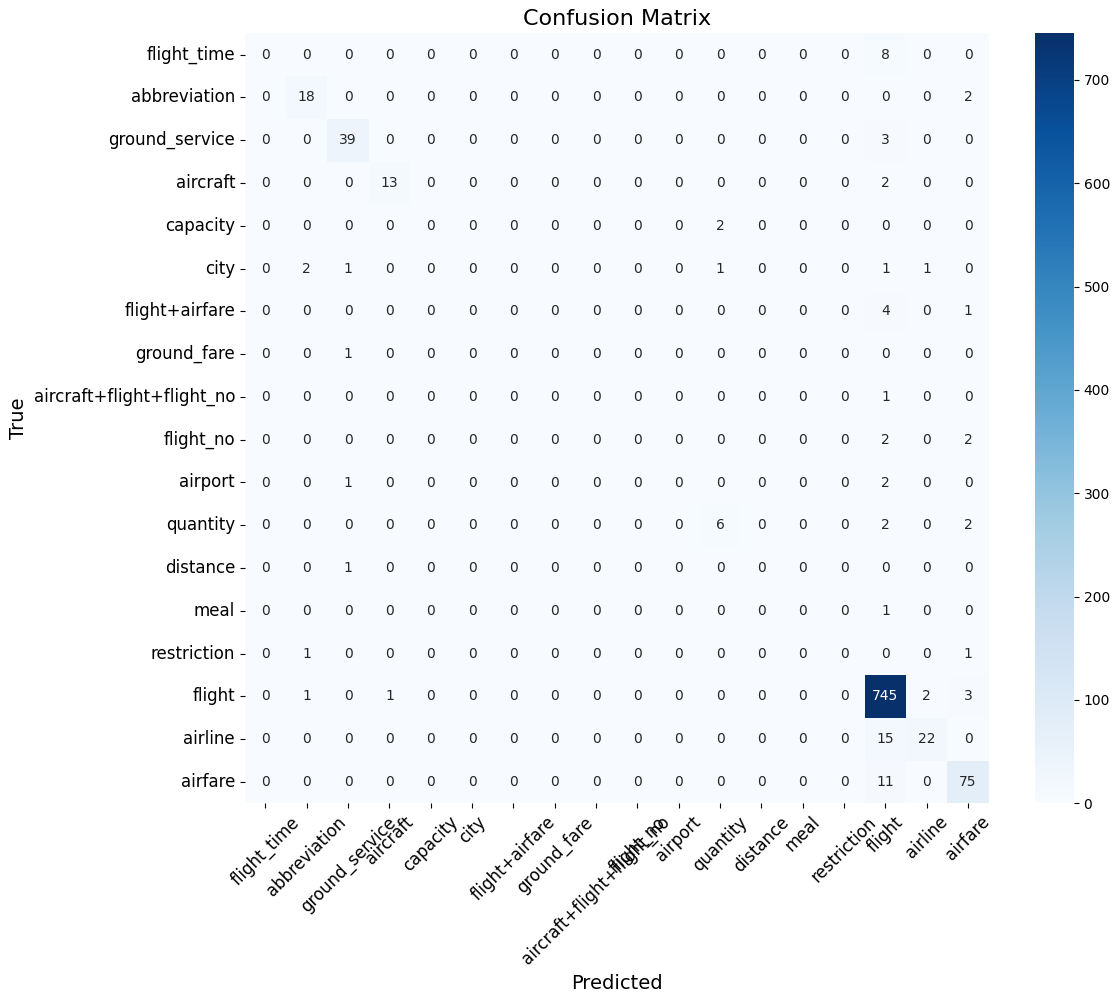 Confusion Matrix
flight_time 0 0 0 0 0 0 0 0 0 0 0 0 0 0 0 8 0 0
abbreviation 0 18 0 0 0 0 0 0 0 0 0 0 0 0 0 0 0 2
ground_service 0 0 39 0 0 0 0 0 0 0 0 0 0 0 0 3 0 0
aircraft 0 0 0 13 0 0 0 0 0 0 0 0 0 0 0 2 0 0
capacity 0 0 0 0 0 0 0 0 0 0 0 2 0 0 0 0 0 0
city 0 2 1 0 0 0 0 0 0 0 0 1 0 0 0 1 1 0
flight+airfare 0 0 0 0 0 0 0 0 0 0 0 0 0 0 0 4 0 1
ground_fare 0 0 1 0 0 0 0 0 0 0 0 0 0 0 0 0 0 0
aircraft+flight+flight_no 0 0 0 0 0 0 0 0 0 0 0 0 0 0 0 1 0 0
flight_no 0 0 0 0 0 0 0 0 0 0 0 0 0 0 0 2 0 2
airport 0 0 1 0 0 0 0 0 0 0 0 0 0 0 0 2 0 0
quantity 0 0 0 0 0 0 0 0 0 0 0 6 0 0 0 2 0 2
distance 0 0 1 0 0 0 0 0 0 0 0 0 0 0 0 0 0 0
meal 0 0 0 0 0 0 0 0 0 0 0 0 0 0 0 1 0 0
restriction 0 1 0 0 0 0 0 0 0 0 0 0 0 0 0 0 0 1
flight 0 1 0 1 0 0 0 0 0 0 0 0 0 0 0 745 2 3
airline 0 0 0 0 0 0 0 0 0 0 0 0 0 0 0 15 22 0
airfare 0 0 0 0 0 0 0 0 0 0 0 0 0 0 0 11 0 75
True
flight_time
abbreviation
ground_service
aircraft
capacity
city
flight+airfare
ground_fare
aircraft+flight+flight_no
flight_no
airport
quantity
distance
meal
restriction
flight
airline
airfare
Predicted
700
600
500
400
300
200
100
0